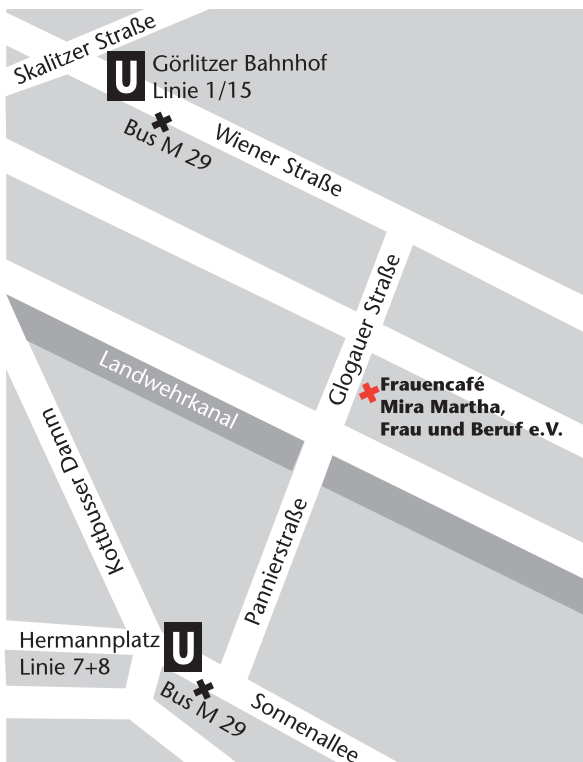 Skalitzer Straße
U
Görlitzer Bahnhof
Linie 1/15
Bus M 29
Wiener Straße
Glogauer Straße
Landwehrkanal
Frauencafé
Mira Martha,
Frau und Beruf e.V.
Kottbusser Damm
Pannierstraße
Hermannplatz
Linie 7+8
U
Bus M 29
Sonnenallee